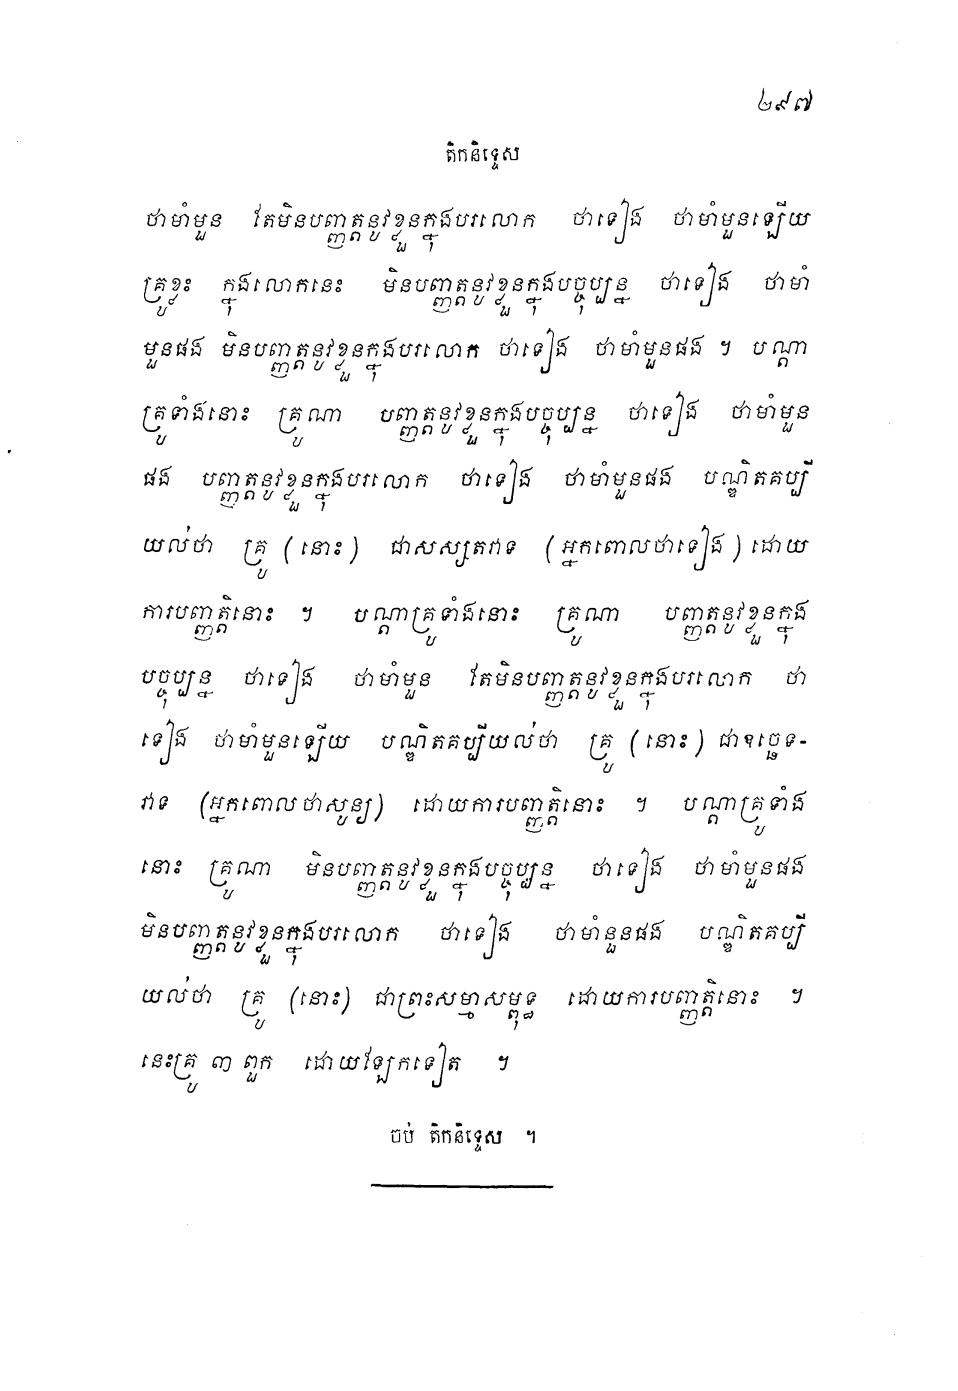 ២៩៧
តិកនិទ្ទេស
ថាមាំមួន តែមិនបញ្ញត្តនូវខ្លួនក្នុងបរលោក ថាទៀង ថាមាំមួនឡើយ
គ្រូខ្លះ ក្នុងលោកនេះ មិនបញ្ញត្តនូវខ្លួនក្នុងបច្ចុប្បន្ន ថាទៀង ថាមាំ
មួនផង មិនបញ្ញត្តនូវខ្លួនក្នុងបរលោក ថាទៀង ថាមាំមួនផង ។ បណ្តា
គ្រូទាំងនោះ គ្រូណា បញ្ញត្តនូវខ្លួនក្នុងបច្ចុប្បន្ន ថាទៀង ថាមាំមួន
ផង បញ្ញត្តនូវខ្លួនក្នុងបរលោក ថាទៀង ថាមាំមួនផង បណ្ឌិតគប្បី
យល់ថា គ្រូ (នោះ) ជាសស្សតវាទ (អ្នកពោលថាទៀង) ដោយ
ការបញ្ញត្តិនោះ ។ បណ្តាគ្រូទាំងនោះ គ្រូណា បញ្ញត្តនូវខ្លួនក្នុង
បច្ចុប្បន្ន ថាទៀង ថាមាំមួន តែមិនបញ្ញត្តនូវខ្លួនក្នុងបរលោក ថា
ទៀង ថាមាំមួនឡើយ បណ្ឌិតគប្បីយល់ថា គ្រូ (នោះ) ជាឧច្ឆេទ-
វាទ (អ្នកពោលថាសូន្យ) ដោយការបញ្ញត្តិនោះ ។ បណ្តាគ្រូទាំង
នោះ គ្រូណា មិនបញ្ញត្តនូវខ្លួនក្នុងបច្ចុប្បន្ន ថាទៀង ថាមាំមួនផង
មិនបញ្ញត្តនូវខ្លួនក្នុងបរលោក ថាទៀង ថាមាំនួនផង បណ្ឌិតគប្បី
យល់ថា គ្រូ (នោះ) ជាព្រះសម្មាសម្ពុទ្ធ ដោយការបញ្ញត្តិនោះ ។
នេះគ្រូ ៣ ពួក ដោយឡែកទៀត ។
ចប់ តិកនិទ្ទេស ។